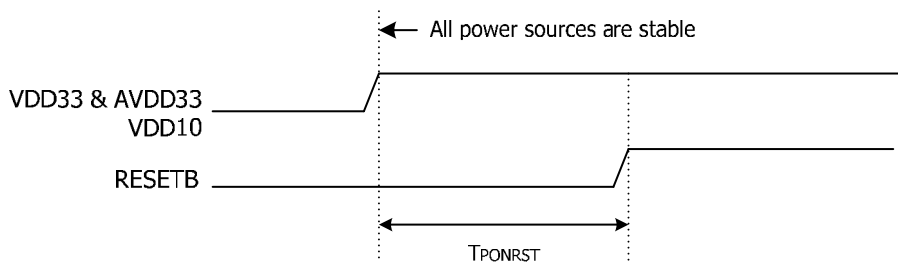 All power sources are stable
VDD33 & AVDD33
VDD10
RESETB
TPONRST